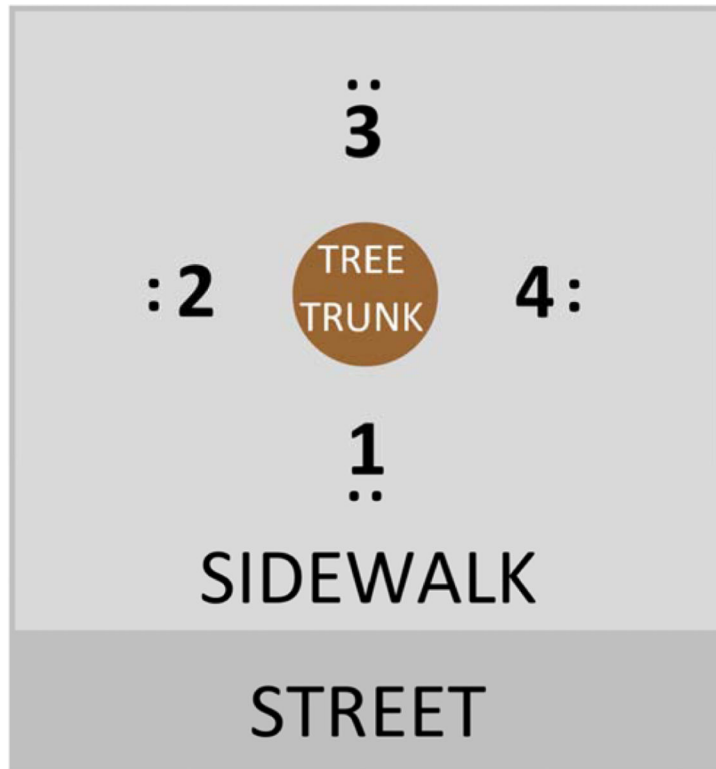 ..
3
TREE
TRUNK
:2
4:
1
..
SIDEWALK
STREET